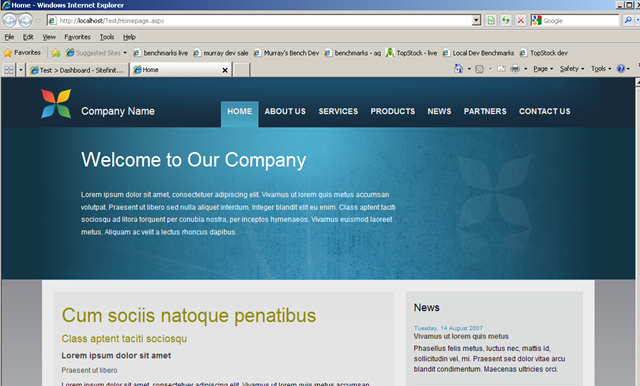 Home - Windows Internet Explorer
http://localhost/Test/Homepage.aspx
Google
File Edit View Favorites Tools Help
Favorites Suggested Sites benchmarks live murray dev sale Murray's Bench Dev benchmarks - aq TopStock - live Local Dev Benchmarks TopStock dev
Test > Dashboard - Sitefinit... Home Page Safety Tools
Company Name
HOME ABOUT US SERVICES PRODUCTS NEWS PARTNERS CONTACT US
Welcome to Our Company
Lorem ipsum dolor sit amet, consectetuer adipiscing elit. Vivamus ut lorem quis metus accumsan
volutpat. Praesent ut libero sed nulla aliquet interdum. Integer blandit elit eu enim. Class aptent taciti
sociosqu ad litora torquent per conubia nostra, per inceptos hymenaeos. Vivamus euismod laoreet
metus. Aliquam ac velit a lectus rhoncus dapibus.
Cum sociis natoque penatibus
Class aptent taciti sociosqu
Lorem ipsum dolor sit amet
Praesent ut libero
Lorem ipsum dolor sit amet, consectetuer adipiscing elit. Vivamus ut lorem quis metus
News
Tuesday, 14 August 2007
Vivamus ut lorem quis metus
Phasellus felis metus, luctus nec, mattis id,
sollicitudin vel, mi. Praesent sed dolor vitae arcu
blandit condimentum. Maecenas ultricies orci.